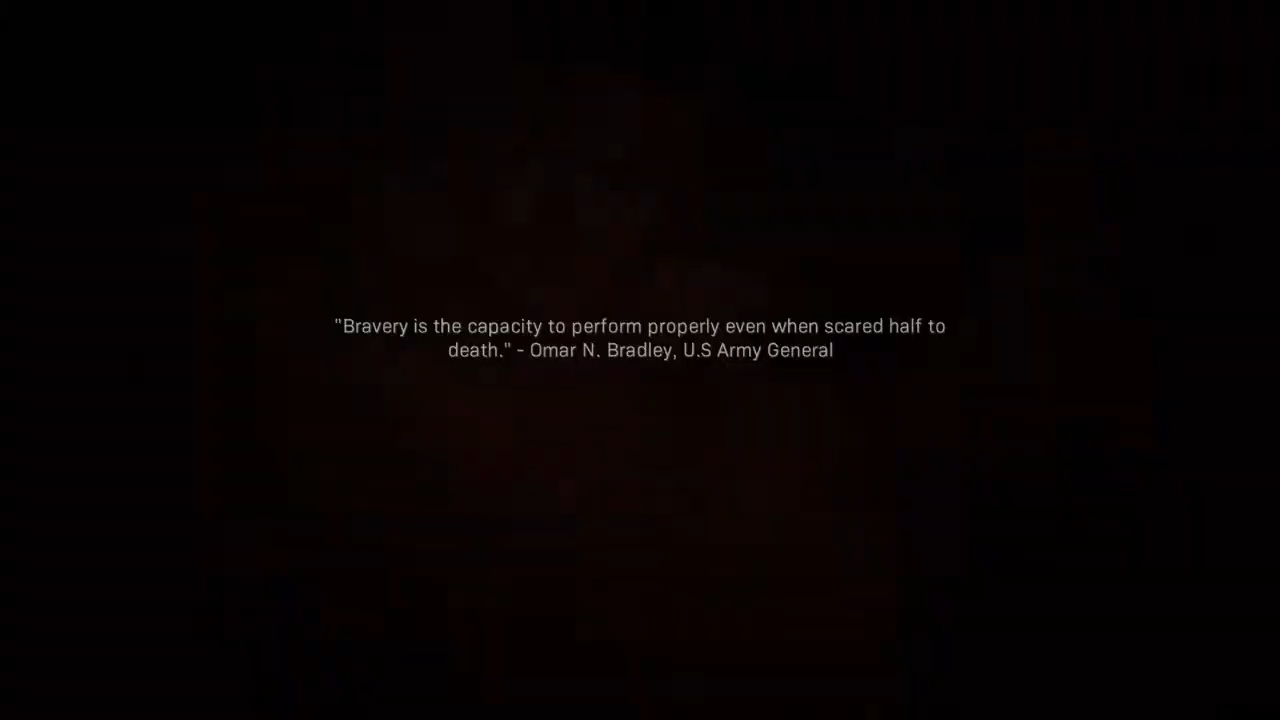 "Bravery is the capacity to perform properly even when scared half to
death." - Omar N. Bradley, U.S Army General